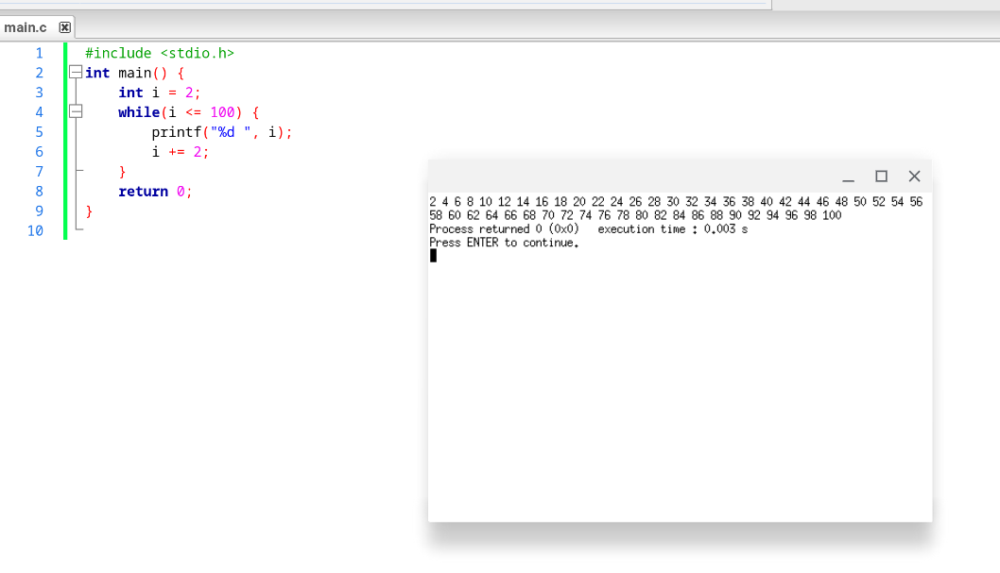 main.c
1 #include <stdio.h>
2 int main() {
3     int i = 2;
4     while(i <= 100) {
5         printf("%d ", i);
6         i += 2;
7     }
8     return 0;
9 }
10
2 4 6 8 10 12 14 16 18 20 22 24 26 28 30 32 34 36 38 40 42 44 46 48 50 52 54 56
58 60 62 64 66 68 70 72 74 76 78 80 82 84 86 88 90 92 94 96 98 100
Process returned 0 (0x0)   execution time : 0.003 s
Press ENTER to continue.